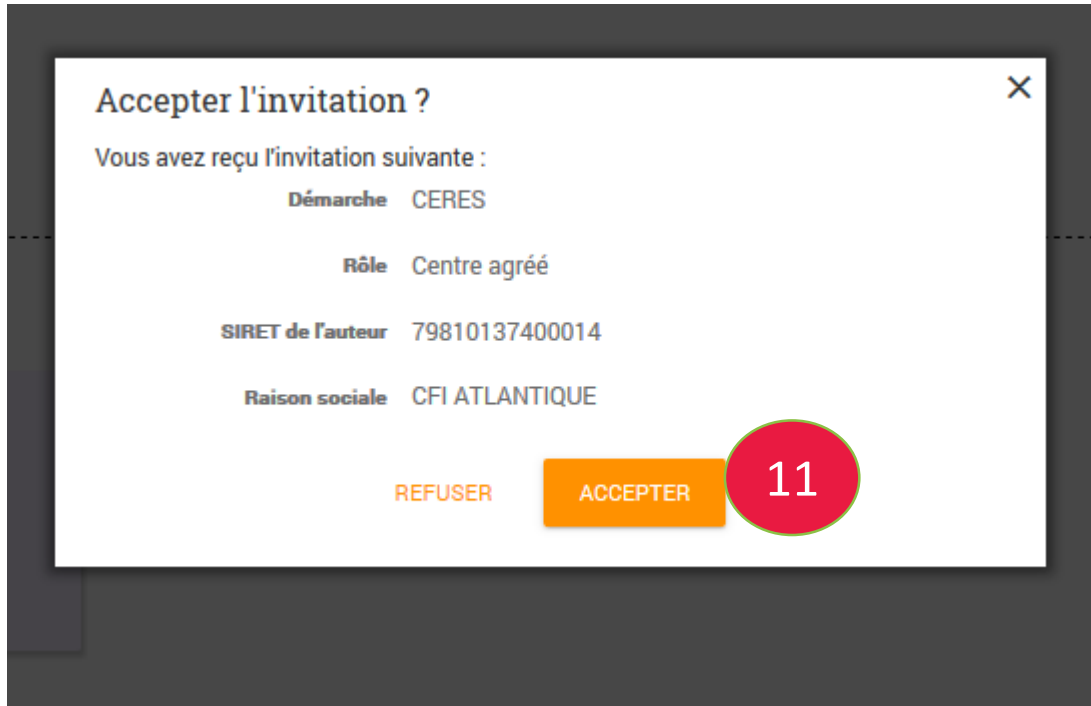 Accepter l'invitation ?
Vous avez reçu l'invitation suivante :
Démarche CERES
Rôle Centre agréé
SIRET de l'auteur 79810137400014
Raison sociale CFI ATLANTIQUE
REFUSER ACCEPTER 11